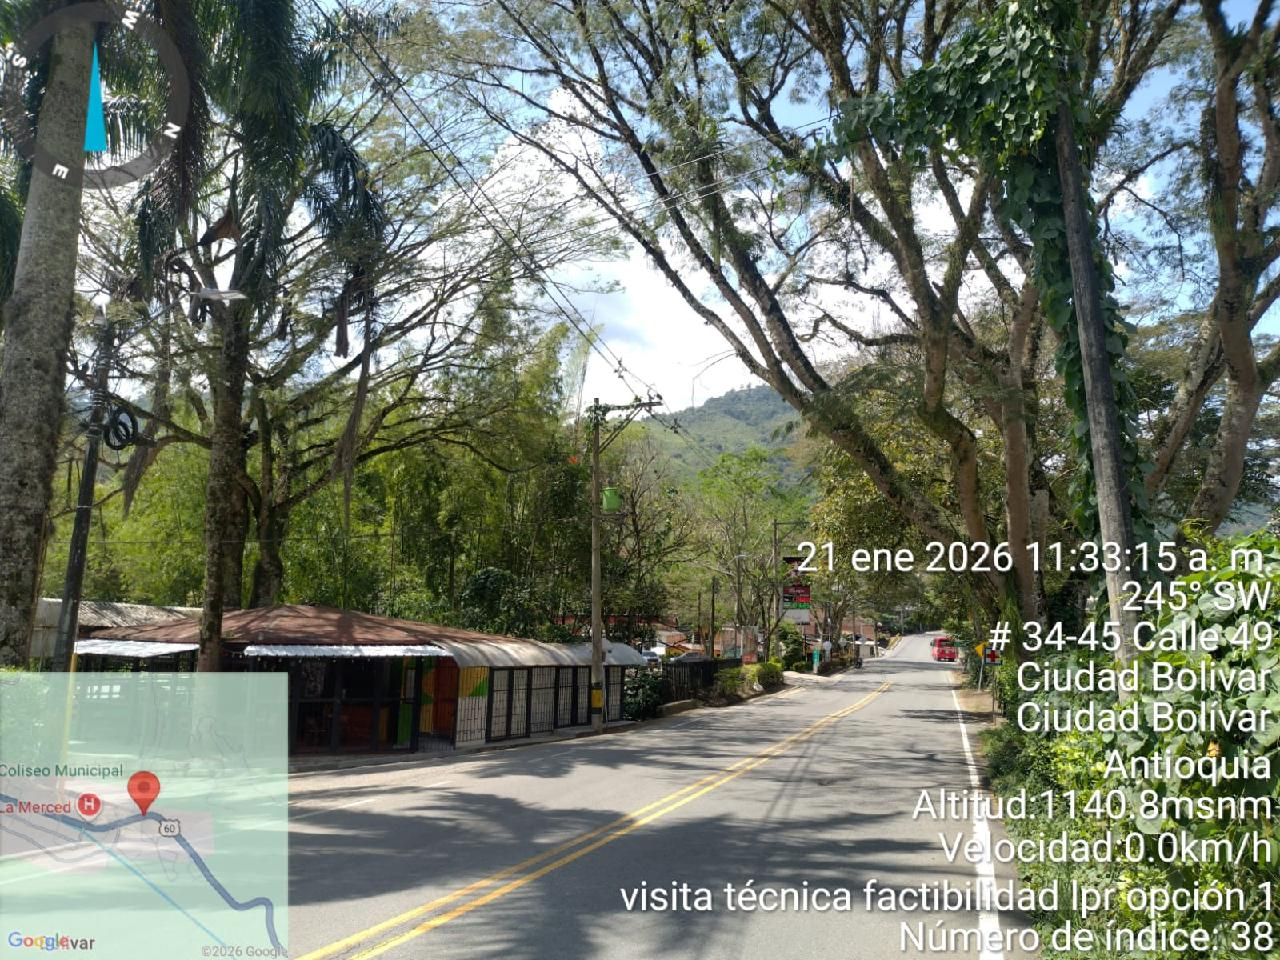 W
S
N
E
21 ene 2026 11:33:15 a. m.
245° SW
# 34-45 Calle 49
Ciudad Bolívar
Ciudad Bolívar
Antioquia
Altitud:1140.8msnm
Velocidad:0.0km/h
visita técnica factibilidad lpr opción 1
Número de índice: 38
Coliseo Municipal
La Merced H
60
Google
©2026 Google